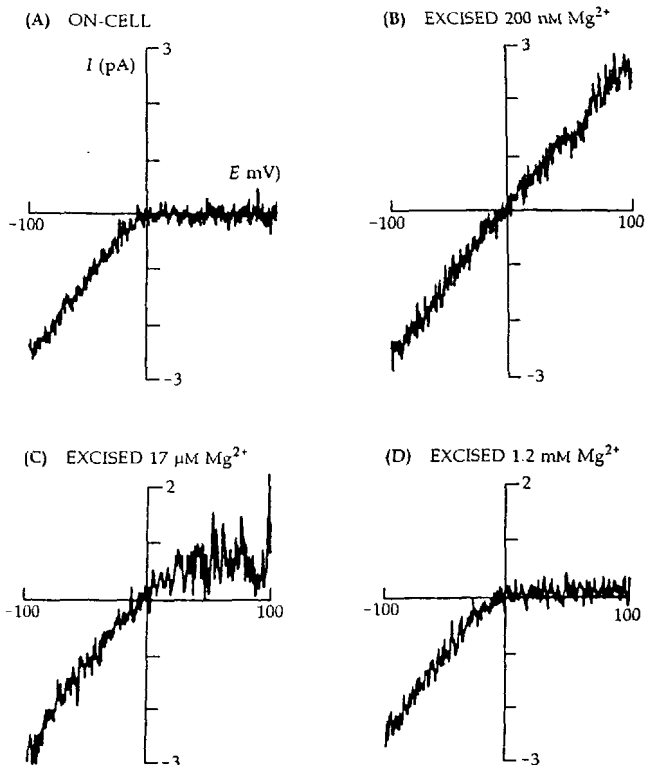 (A) ON-CELL
3
I (pA)
E mV)
-100
-3
(B) EXCISED 200 nM Mg²⁺
3
-100
100
-3
(C) EXCISED 17 μM Mg²⁺
2
-100
100
-3
(D) EXCISED 1.2 mM Mg²⁺
2
-100
100
-3